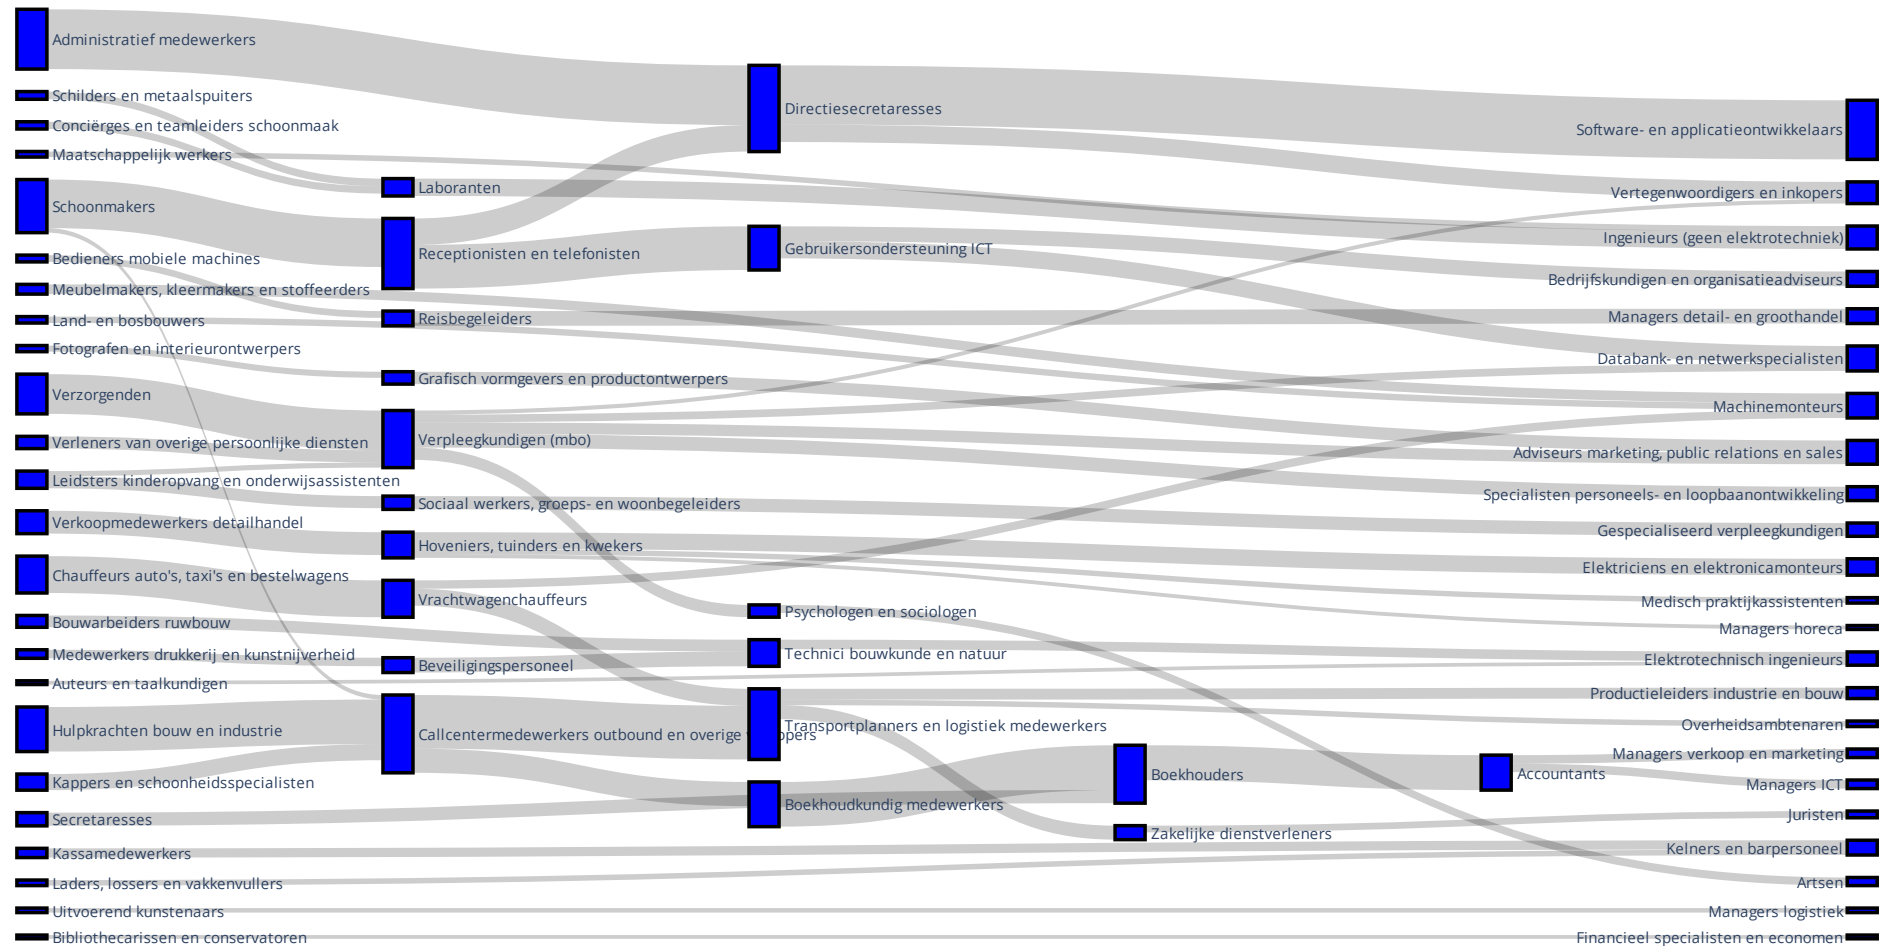 Administratief medewerkers
Schilders en metaalspuiters
Conciërges en teamleiders schoonmaak
Maatschappelijk werkers
Schoonmakers
Bedieners mobiele machines
Meubelmakers, kleermakers en stoffeerders
Land- en bosbouwers
Fotografen en interieurontwerpers
Verzorgenden
Verleners van overige persoonlijke diensten
Leidsters kinderopvang en onderwijsassistenten
Verkoopmedewerkers detailhandel
Chauffeurs auto's, taxi's en bestelwagens
Bouwarbeiders ruwbouw
Medewerkers drukkerij en kunstnijverheid
Auteurs en taalkundigen
Hulpkrachten bouw en industrie
Kappers en schoonheidsspecialisten
Secretaresses
Kassamedewerkers
Laders, lossers en vakkenvullers
Uitvoerend kunstenaars
Bibliothecarissen en conservatoren
Laboranten
Receptionisten en telefonisten
Reisbegeleiders
Grafisch vormgevers en productontwerpers
Verpleegkundigen (mbo)
Sociaal werkers, groeps- en woonbegeleiders
Hoveniers, tuinders en kwekers
Vrachtwagenchauffeurs
Beveiligingspersoneel
Callcentermedewerkers outbound en overige
Directiesecretaresses
Gebruikersondersteuning ICT
Psychologen en sociologen
Technici bouwkunde en natuur
Transportplanners en logistiek medewerkers
Boekhoudkundig medewerkers
Boekhouders
Zakelijke dienstverleners
Accountants
Software- en applicatieontwikkelaars
Vertegenwoordigers en inkopers
Ingenieurs (geen elektrotechniek)
Bedrijfskundigen en organisatieadviseurs
Managers detail- en groothandel
Databank- en netwerkspecialisten
Machinemonteurs
Adviseurs marketing, public relations en sales
Specialisten personeels- en loopbaanontwikkeling
Gespecialiseerd verpleegkundigen
Elektriciens en elektronicamonteurs
Medisch praktijkassistenten
Managers horeca
Elektrotechnisch ingenieurs
Productieleiders industrie en bouw
Overheidsambtenaren
Managers verkoop en marketing
Managers ICT
Juristen
Kelners en barpersoneel
Artsen
Managers logistiek
Financieel specialisten en economen